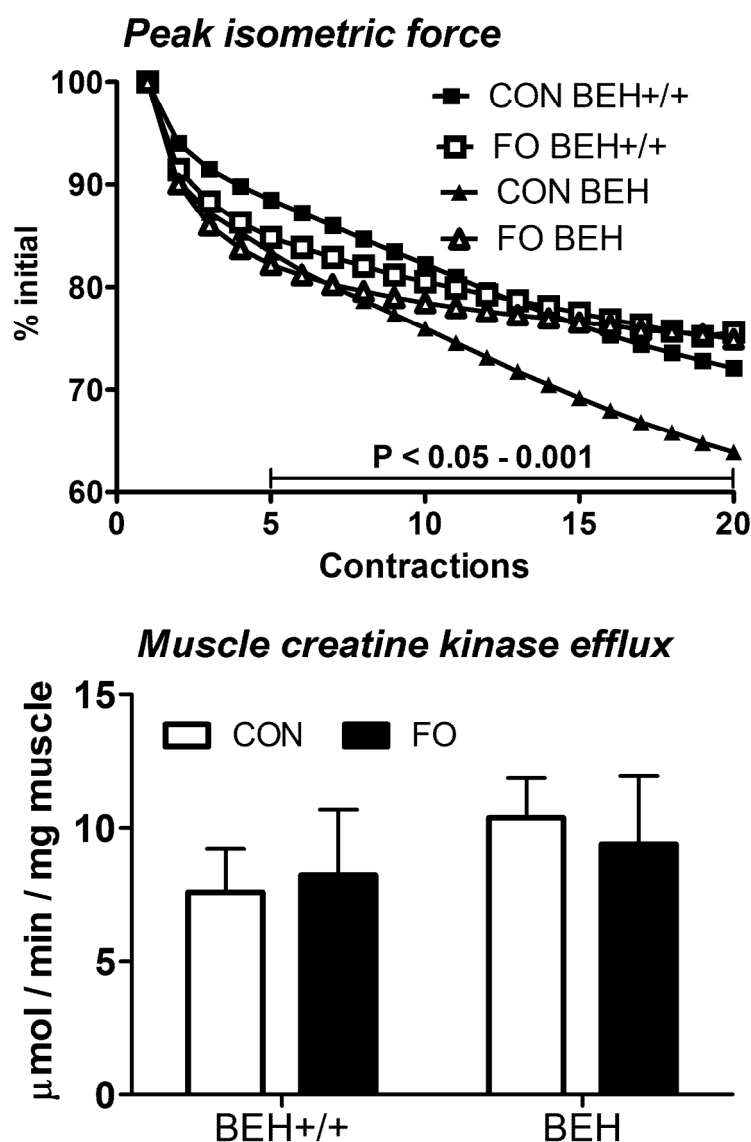 Peak isometric force
100
90
80
70
60
% initial
CON BEH+/+
FO BEH+/+
CON BEH
FO BEH
P < 0.05 - 0.001
0 5 10 15 20
Contractions
Muscle creatine kinase efflux
15
10
5
0
μmol / min / mg muscle
CON FO
BEH+/+ BEH